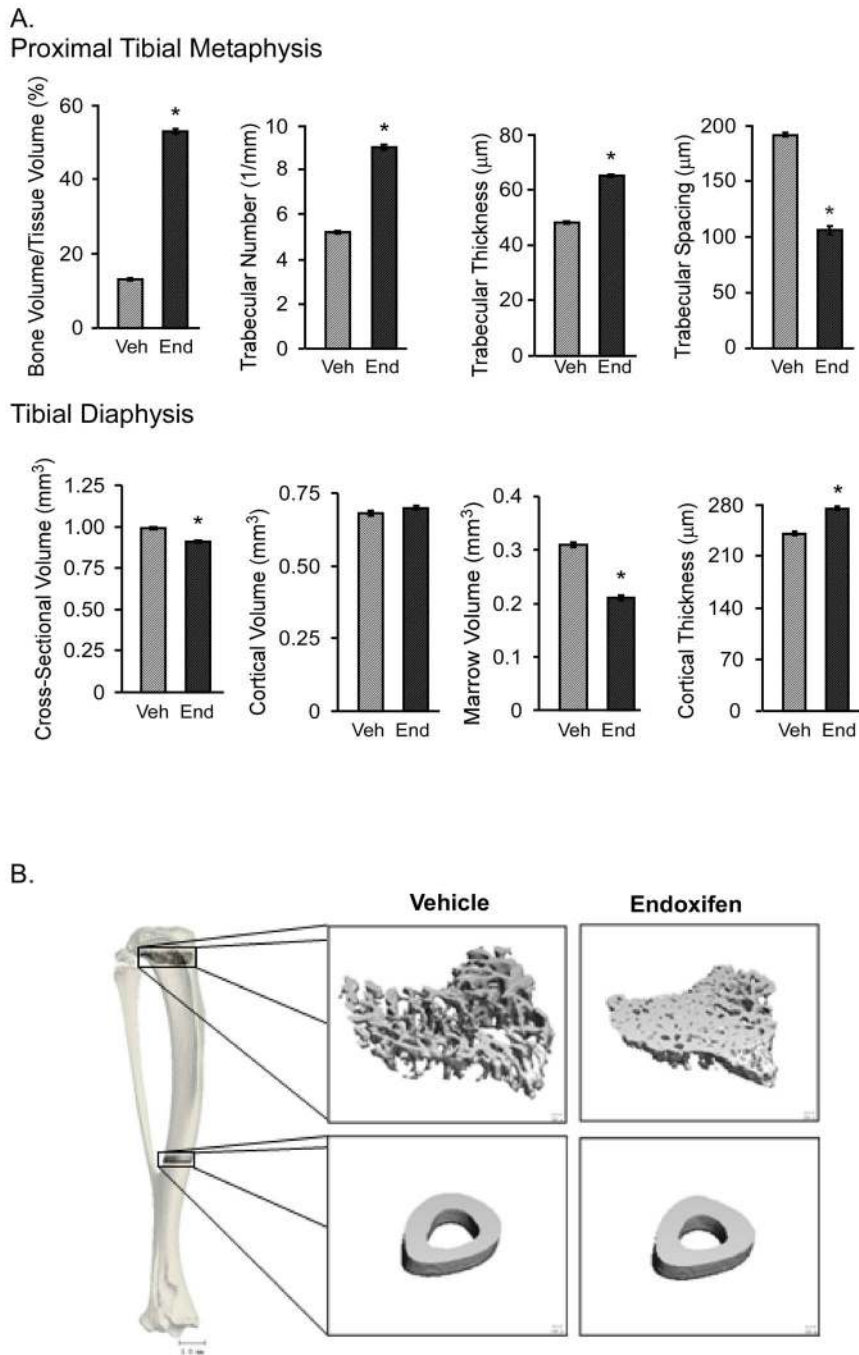 A.
Proximal Tibial Metaphysis
Bone Volume/Tissue Volume (%)
60
40
20
0
*
Veh End
Trabecular Number (1/mm)
10
8
6
4
2
0
*
Veh End
Trabecular Thickness (μm)
80
60
40
20
0
*
Veh End
Trabecular Spacing (μm)
200
150
100
50
0
*
Veh End
Tibial Diaphysis
Cross-Sectional Volume (mm³)
1.25
1.00
0.75
0.50
0.25
0
*
Veh End
Cortical Volume (mm³)
0.75
0.50
0.25
0
Veh End
Marrow Volume (mm³)
0.4
0.3
0.2
0.1
0
*
Veh End
Cortical Thickness (μm)
280
210
140
70
0
*
Veh End
B.
Vehicle
Endoxifen
1.0 mm